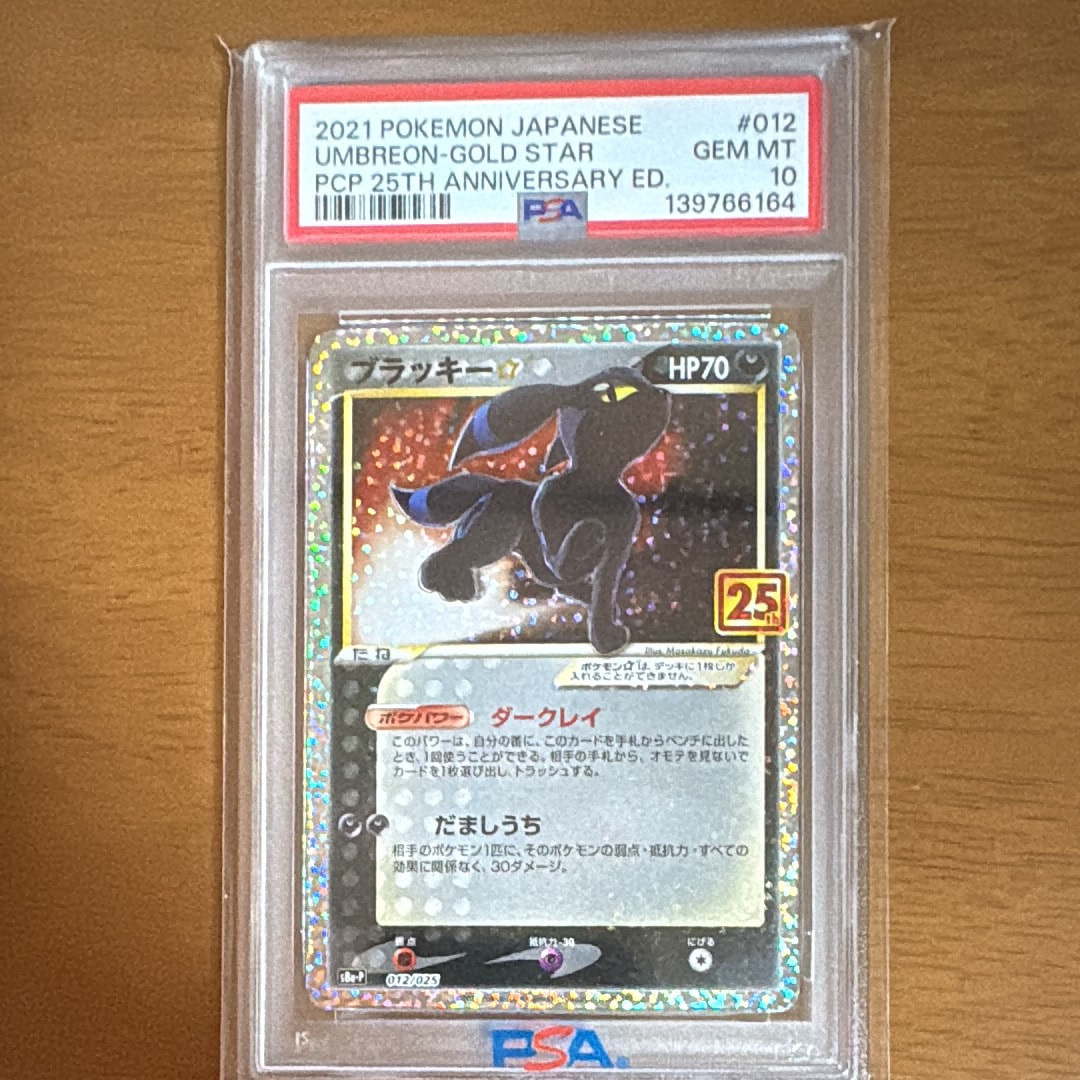 2021 POKEMON JAPANESE #012
UMBREON-GOLD STAR GEM MT
PCP 25TH ANNIVERSARY ED. 10
PSA 139766164
ブラッキー☆ HP70
25th
たね
illus. Masakazu Fukuda
ポケモン☆は、デッキに1枚しか
入れることができません。
ポケパワー ダークレイ
このパワーは、自分の番に、このカードを手札からベンチに出した
とき、1回使うことができる。相手の手札から、オモテを見ないで
カードを1枚選び出し、トラッシュする。
だましうち
相手のポケモン1匹に、そのポケモンの弱点・抵抗力・すべての
効果に関係なく、30ダメージ。
弱点 抵抗力-30 にげる
s8a-P 012/025
PSA®